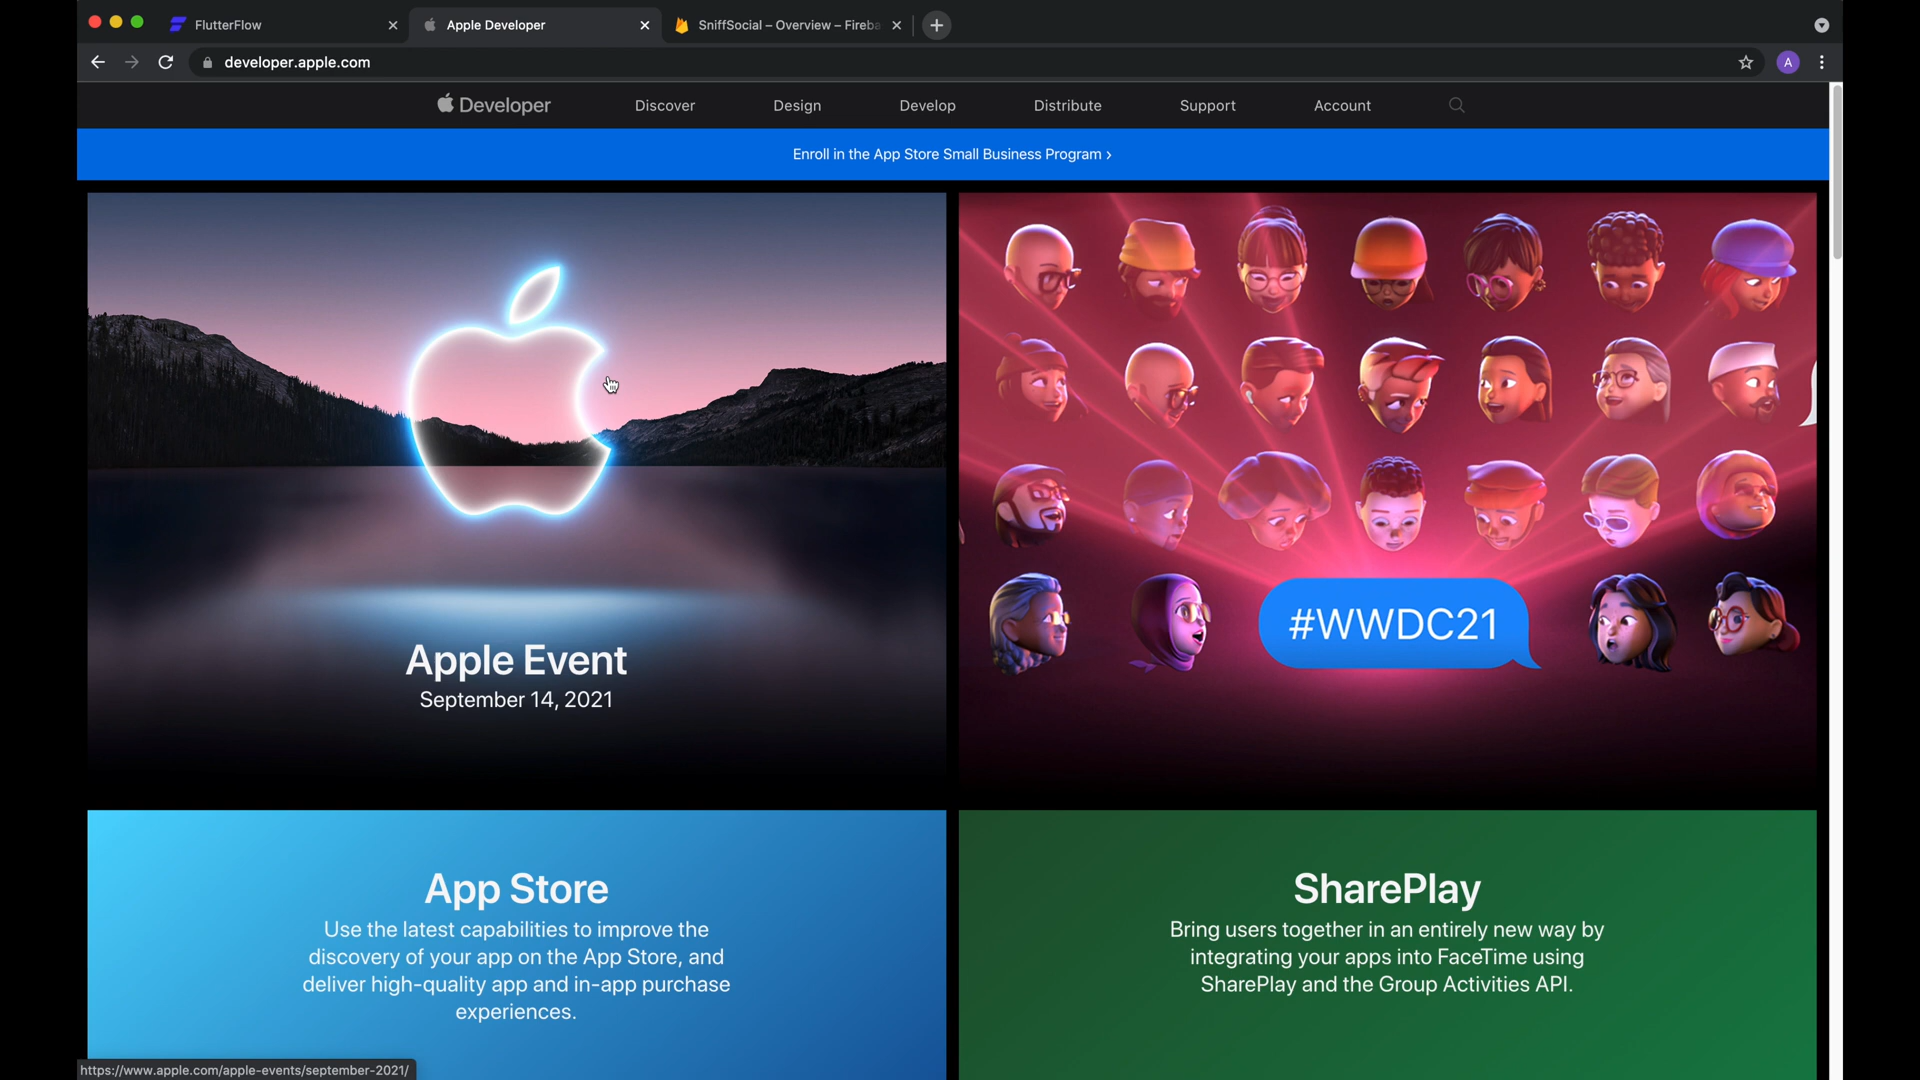 FlutterFlow
Apple Developer
SniffSocial – Overview – Fireba
developer.apple.com
A
Developer
Discover
Design
Develop
Distribute
Support
Account
Enroll in the App Store Small Business Program ›
Apple Event
September 14, 2021
#WWDC21
App Store
Use the latest capabilities to improve the
discovery of your app on the App Store, and
deliver high-quality app and in-app purchase
experiences.
SharePlay
Bring users together in an entirely new way by
integrating your apps into FaceTime using
SharePlay and the Group Activities API.
https://www.apple.com/apple-events/september-2021/